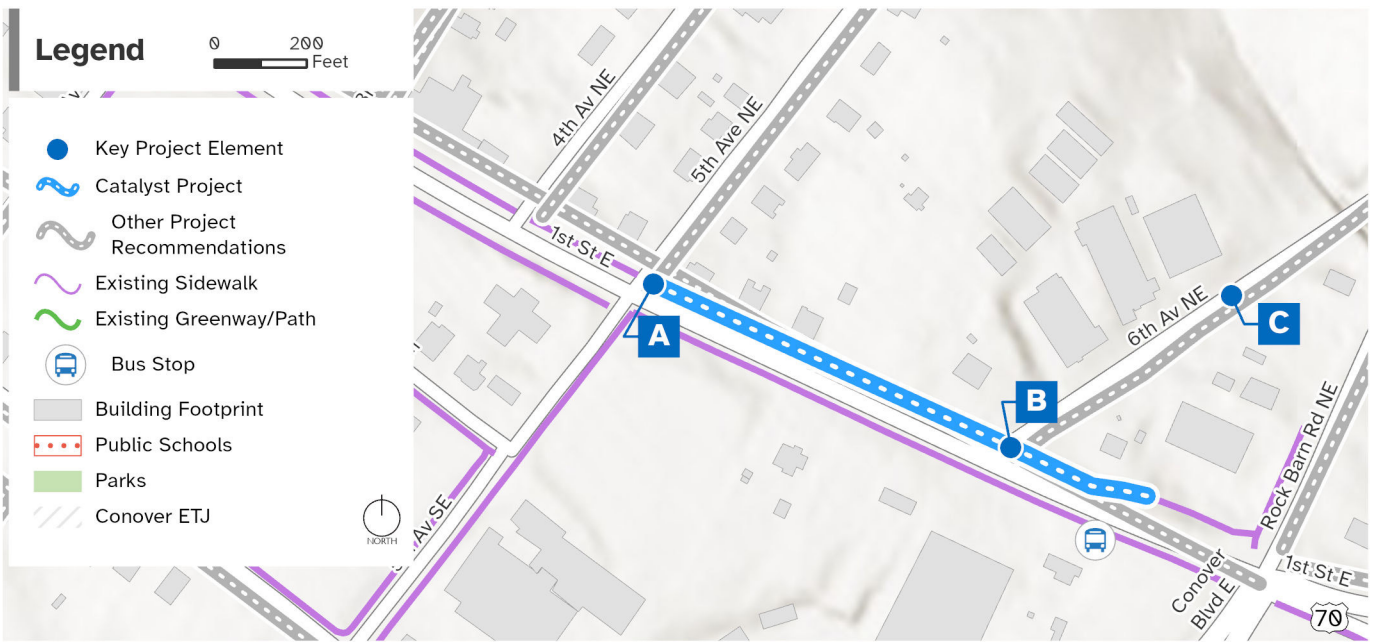 Legend
0 200
Feet
Key Project Element
Catalyst Project
Other Project
Recommendations
Existing Sidewalk
Existing Greenway/Path
Bus Stop
Building Footprint
Public Schools
Parks
Conover ETJ
NORTH
4th Av NE
5th Ave NE
1st St E
A
B
C
6th Av NE
Rock Barn Rd NE
Av SE
Conover
Blvd E
1st St E
70